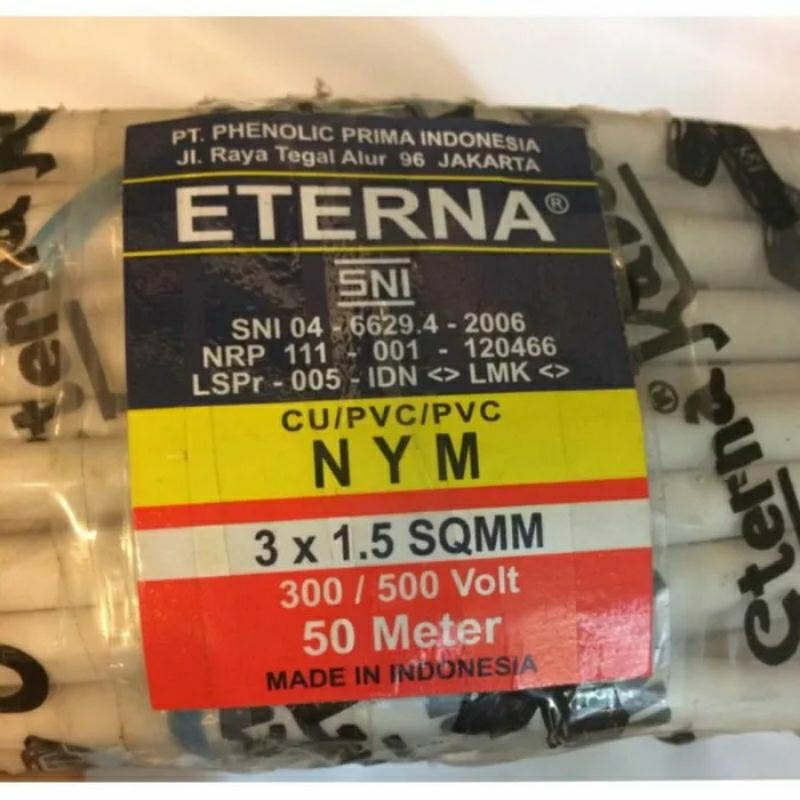 PT. PHENOLIC PRIMA INDONESIA
Jl. Raya Tegal Alur 96 JAKARTA
ETERNA®
SNI
SNI 04 - 6629.4 - 2006
NRP 111 - 001 - 120466
LSPr - 005 - IDN <> LMK <>
CU/PVC/PVC
NYM
3 x 1.5 SQMM
300 / 500 Volt
50 Meter
MADE IN INDONESIA
eterna